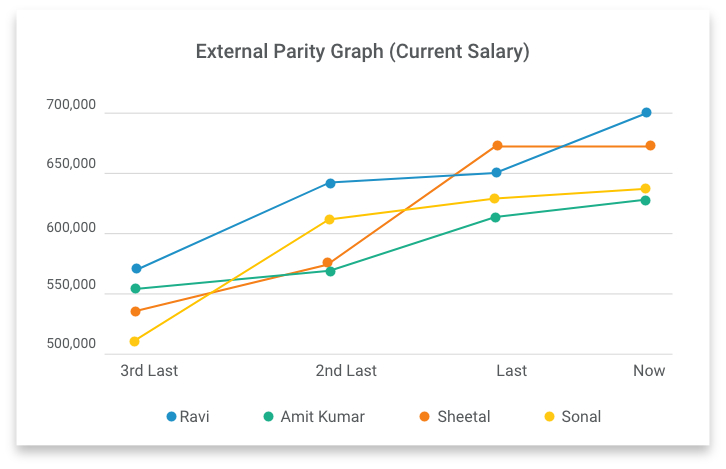 External Parity Graph (Current Salary)
700,000
650,000
600,000
550,000
500,000
3rd Last 2nd Last Last Now
Ravi Amit Kumar Sheetal Sonal